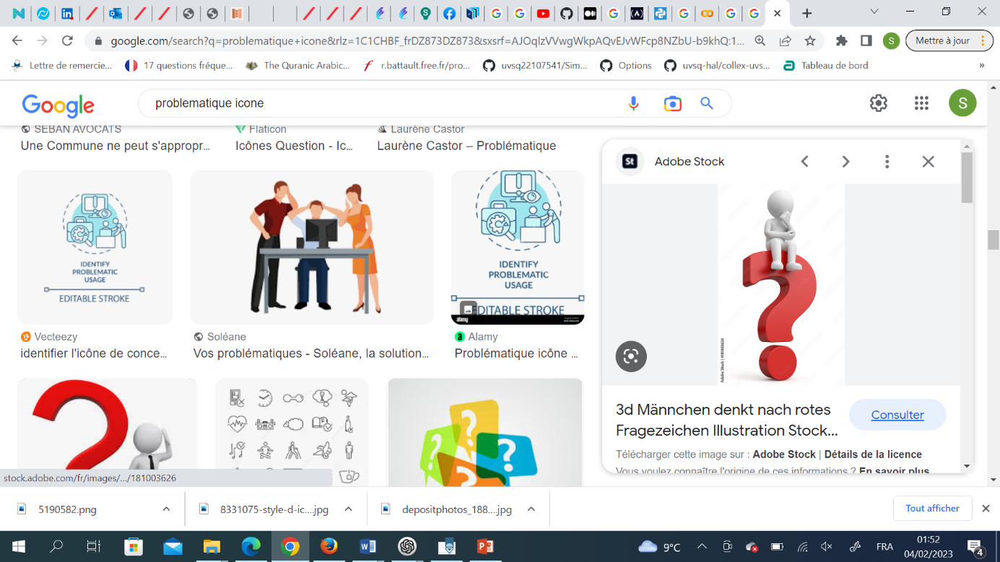 google.com/search?q=problematique+icone&rlz=1C1CHBF_frDZ873DZ873&sxsrf=AJOqlzVVwgWkpAQvEJvWFcp8NZbU-b9khQ:1...
Mettre à jour
Lettre de remercie...
17 questions fréque...
The Quranic Arabic...
r.battault.free.fr/pro...
uvsq22107541/Sim...
Options
uvsq-hal/collex-uvs...
Tableau de bord
»
Google
problematique icone
S
SEBAN AVOCATS
Flaticon
Laurène Castor
Une Commune ne peut s'appropr...
Icônes Question - Ic...
Laurène Castor – Problématique
St
Adobe Stock
IDENTIFY
PROBLEMATIC
USAGE
EDITABLE STROKE
IDENTIFY
PROBLEMATIC
USAGE
EDITABLE STROKE
alamy
Vecteezy
Soléane
Alamy
identifier l'icône de conce...
Vos problématiques - Soléane, la solution...
Problématique icône ...
Adobe Stock | #181003626
3d Männchen denkt nach rotes
Fragezeichen Illustration Stock...
Consulter
Télécharger cette image sur : Adobe Stock | Détails de la licence
Vous voulez connaître l'origine de ces informations ? En savoir plus
stock.adobe.com/fr/images/.../181003626
5190582.png
8331075-style-d-ic....jpg
depositphotos_188....jpg
Tout afficher
9°C
FRA
01:52
04/02/2023
4